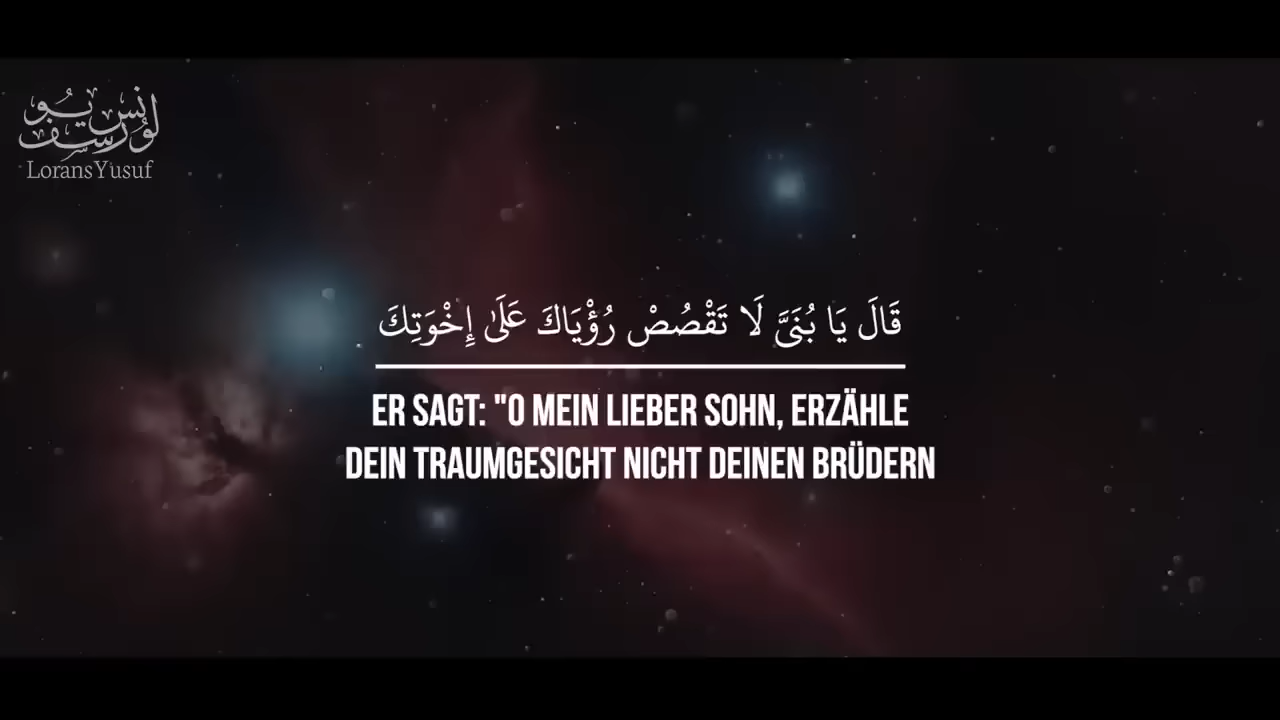 لورنس يوسف
LoransYusuf
قَالَ يَا بُنَىَّ لَا تَقْصُصْ رُؤْيَاكَ عَلَىٰ إِخْوَتِكَ
ER SAGT: "O MEIN LIEBER SOHN, ERZÄHLE
DEIN TRAUMGESICHT NICHT DEINEN BRÜDERN